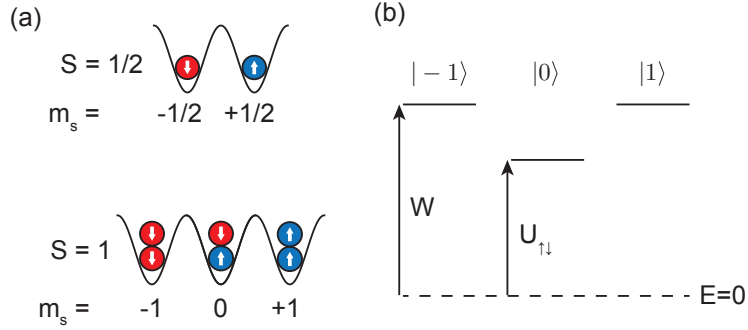 (a)
S = 1/2
m_s = -1/2 +1/2
S = 1
m_s = -1 0 +1
(b)
|−1⟩ |0⟩ |1⟩
W
U_↑↓
E=0